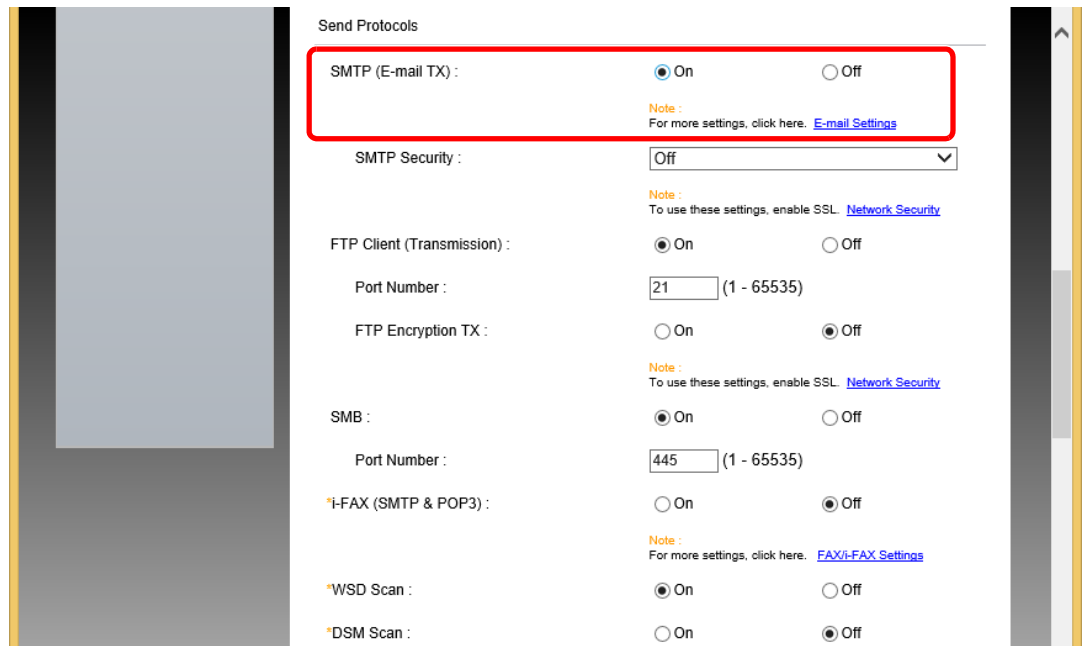 Send Protocols
SMTP (E-mail TX) : On Off
Note :
For more settings, click here. E-mail Settings
SMTP Security : Off
Note :
To use these settings, enable SSL. Network Security
FTP Client (Transmission) : On Off
Port Number : 21 (1 - 65535)
FTP Encryption TX : On Off
Note :
To use these settings, enable SSL. Network Security
SMB : On Off
Port Number : 445 (1 - 65535)
*i-FAX (SMTP & POP3) : On Off
Note :
For more settings, click here. FAX/i-FAX Settings
*WSD Scan : On Off
*DSM Scan : On Off